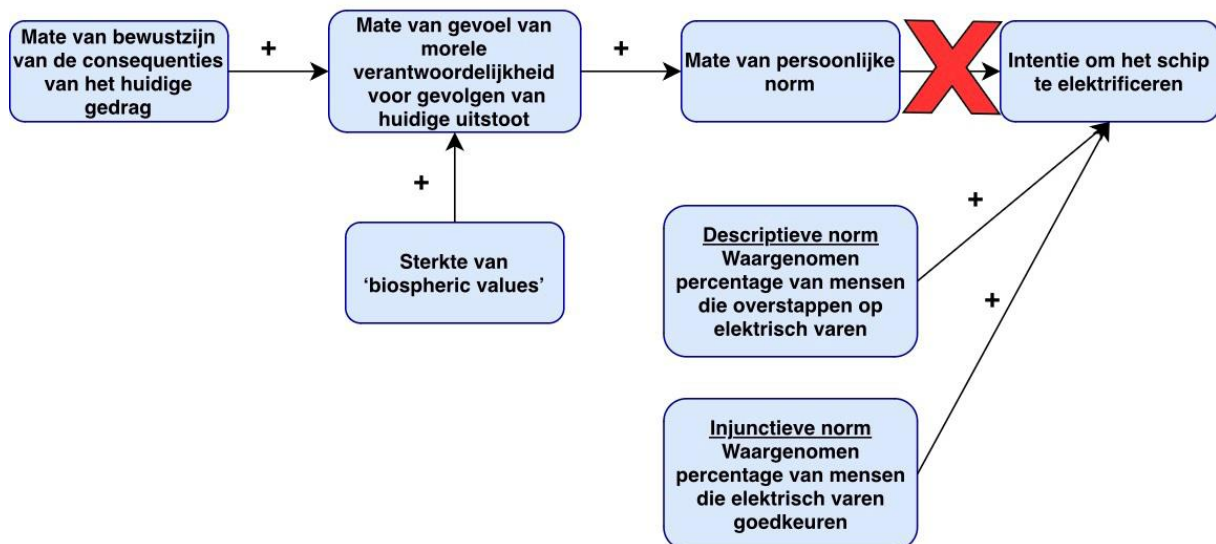 Mate van bewustzijn
van de consequenties
van het huidige
gedrag
+
Mate van gevoel van
morele
verantwoordelijkheid
voor gevolgen van
huidige uitstoot
+
Mate van persoonlijke
norm
X
Intentie om het schip
te elektrificeren
+
Sterkte van
‘biospheric values’
+
Descriptieve norm
Waargenomen
percentage van mensen
die overstappen op
elektrisch varen
+
Injunctieve norm
Waargenomen
percentage van mensen
die elektrisch varen
goedkeuren